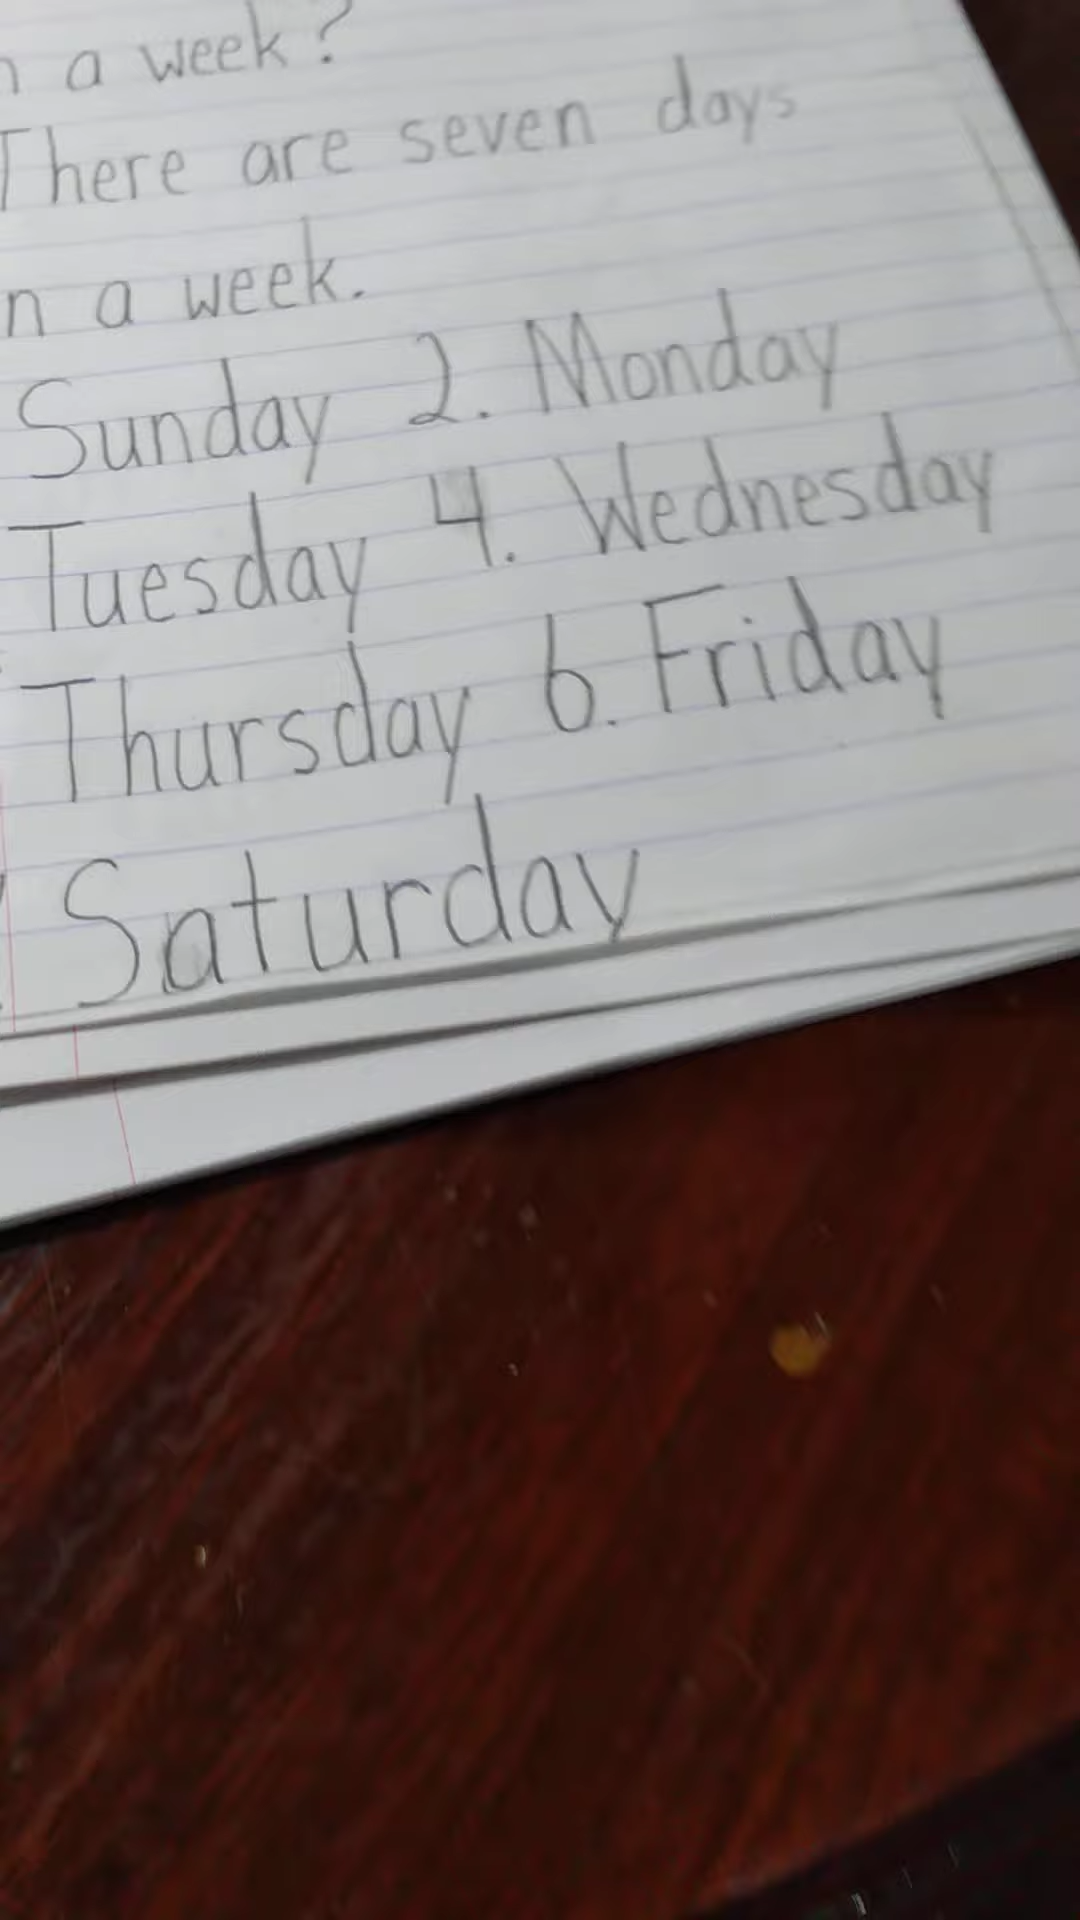 n a week?
There are seven days
n a week.
Sunday 2. Monday
Tuesday 4. Wednesday
Thursday 6. Friday
. Saturday